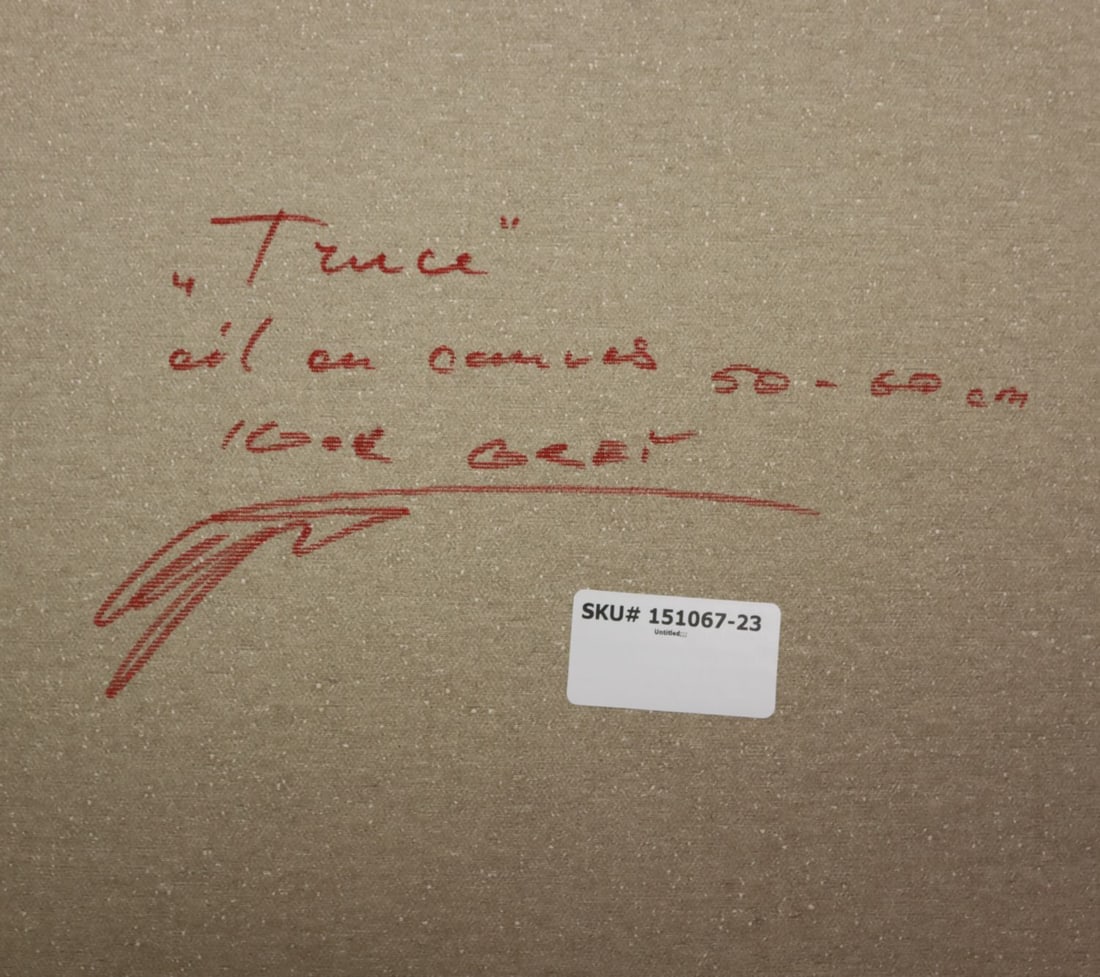 „Truce"
oil on canvas 50-60 cm
SKU# 151067-23
Untitled;;;